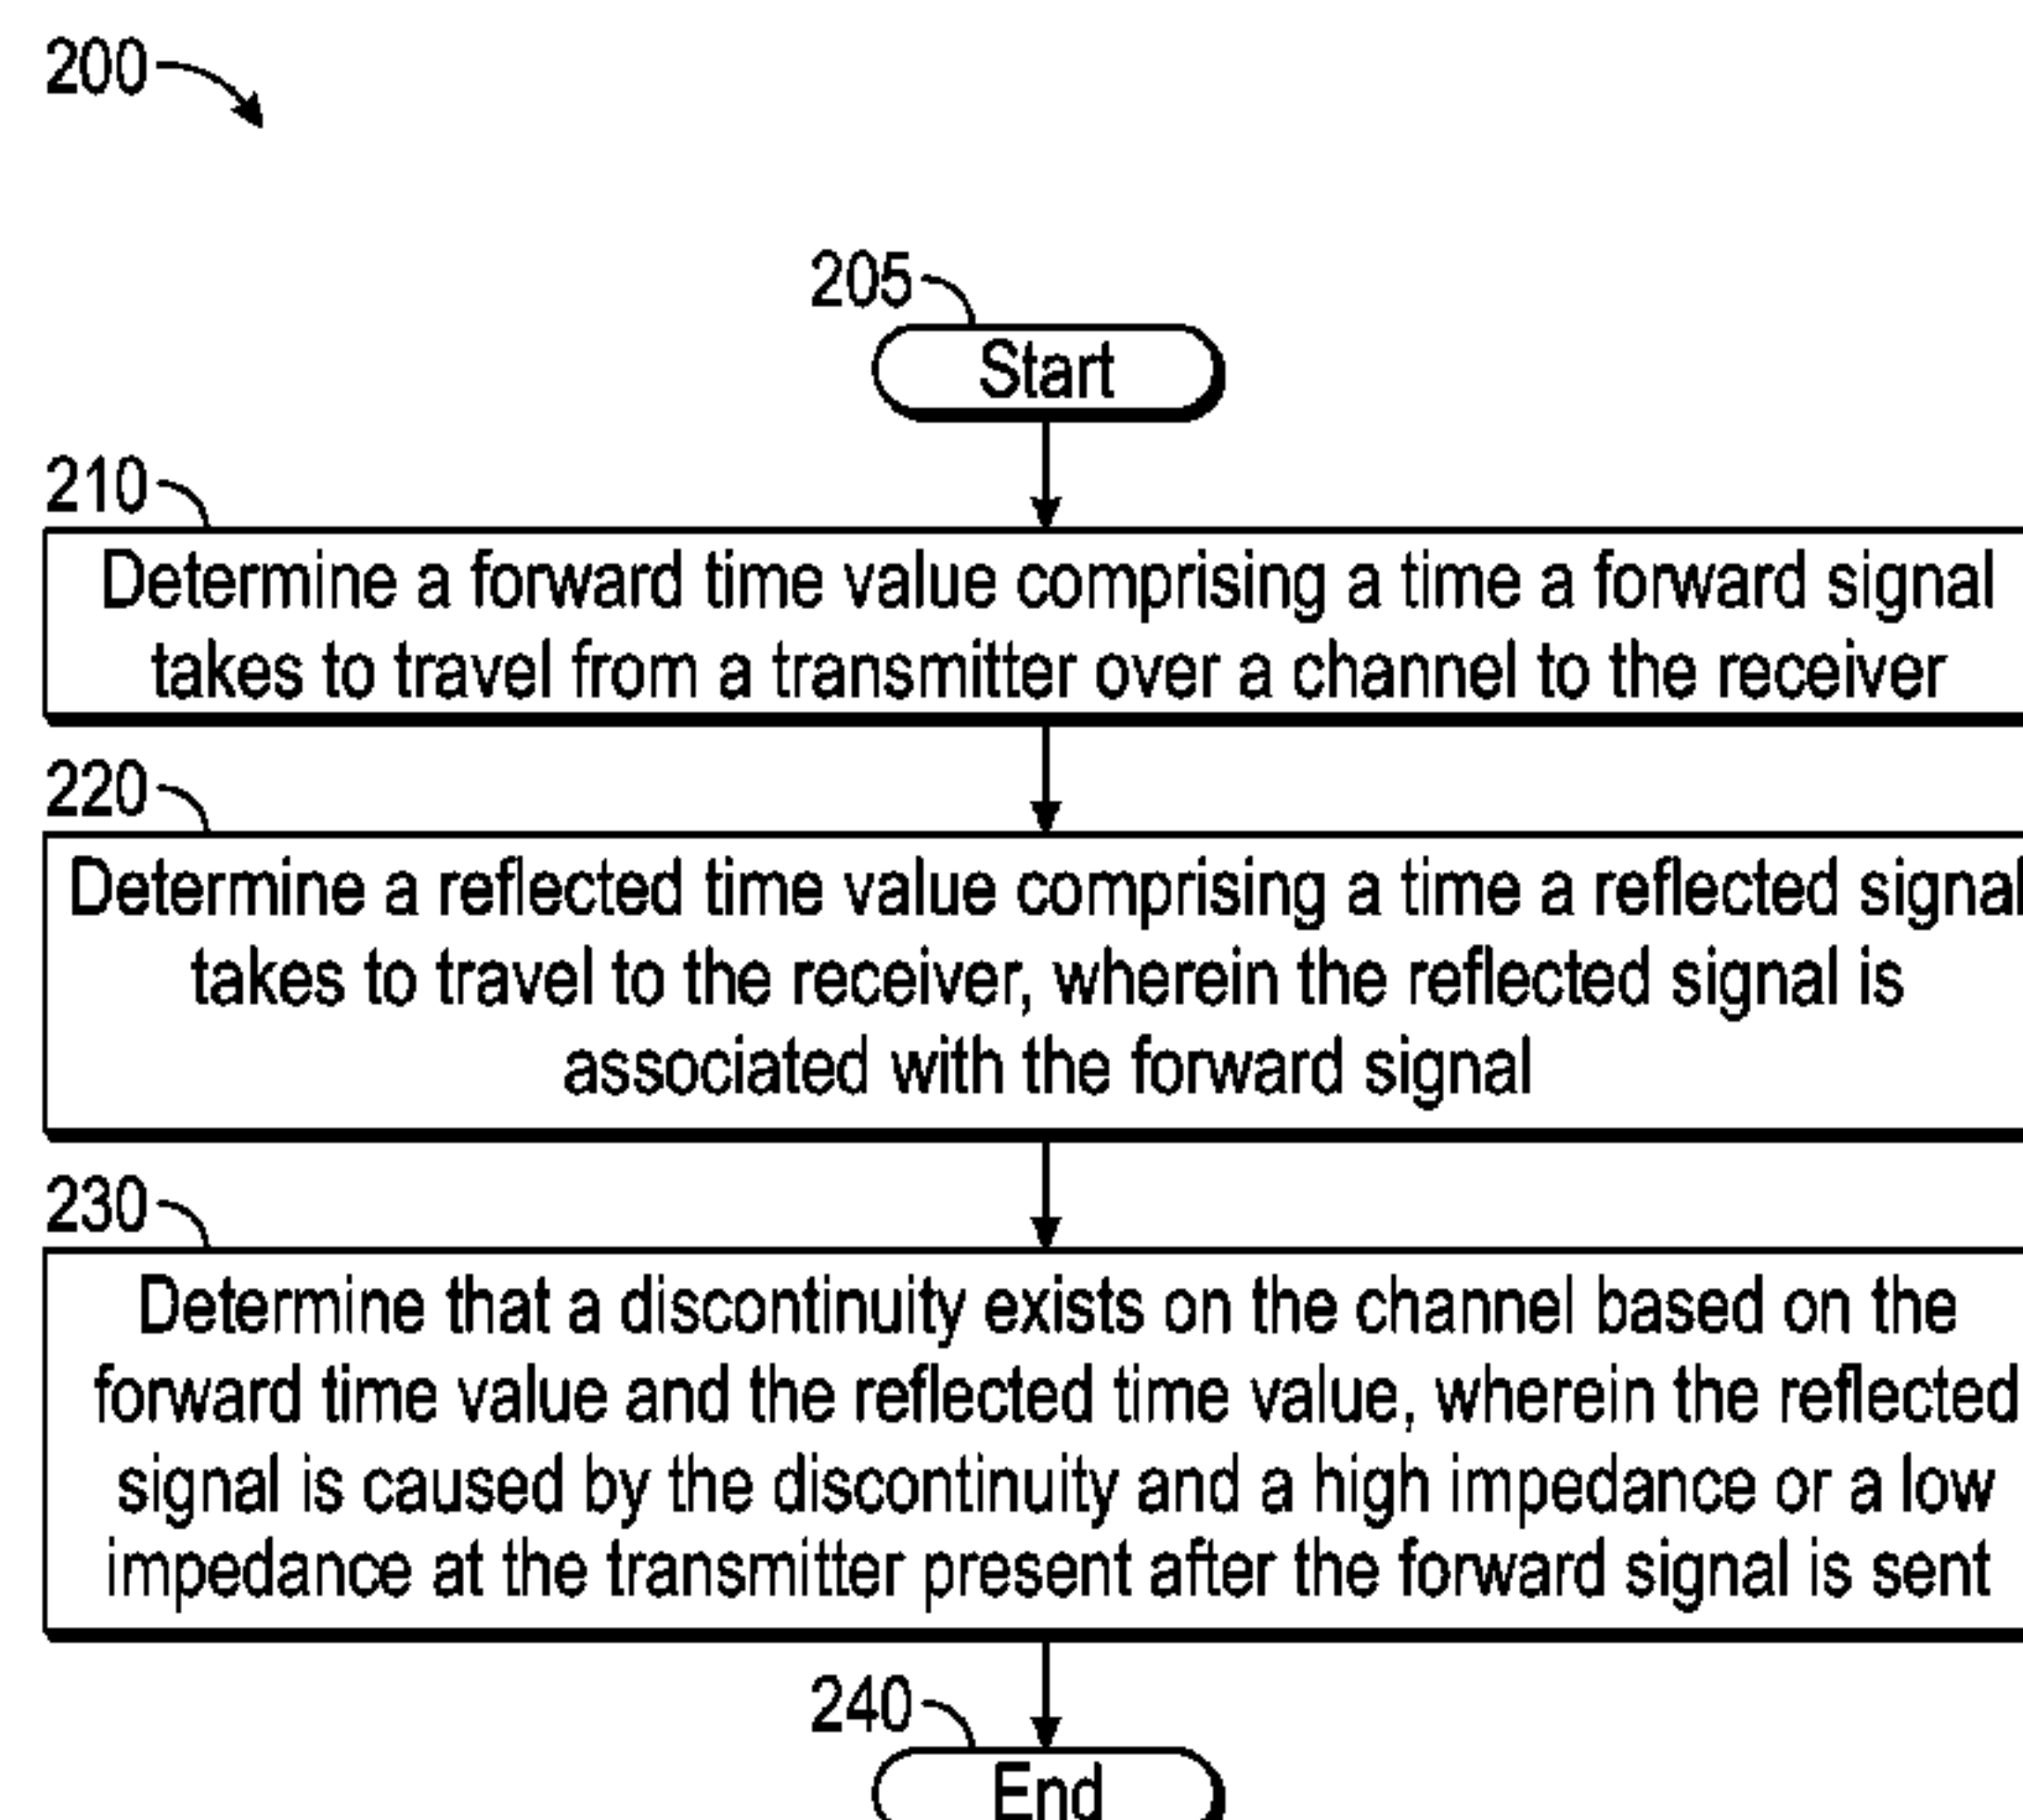 200
205
Start
210
Determine a forward time value comprising a time a forward signal
takes to travel from a transmitter over a channel to the receiver
220
Determine a reflected time value comprising a time a reflected signal
takes to travel to the receiver, wherein the reflected signal is
associated with the forward signal
230
Determine that a discontinuity exists on the channel based on the
forward time value and the reflected time value, wherein the reflected
signal is caused by the discontinuity and a high impedance or a low
impedance at the transmitter present after the forward signal is sent
240
End